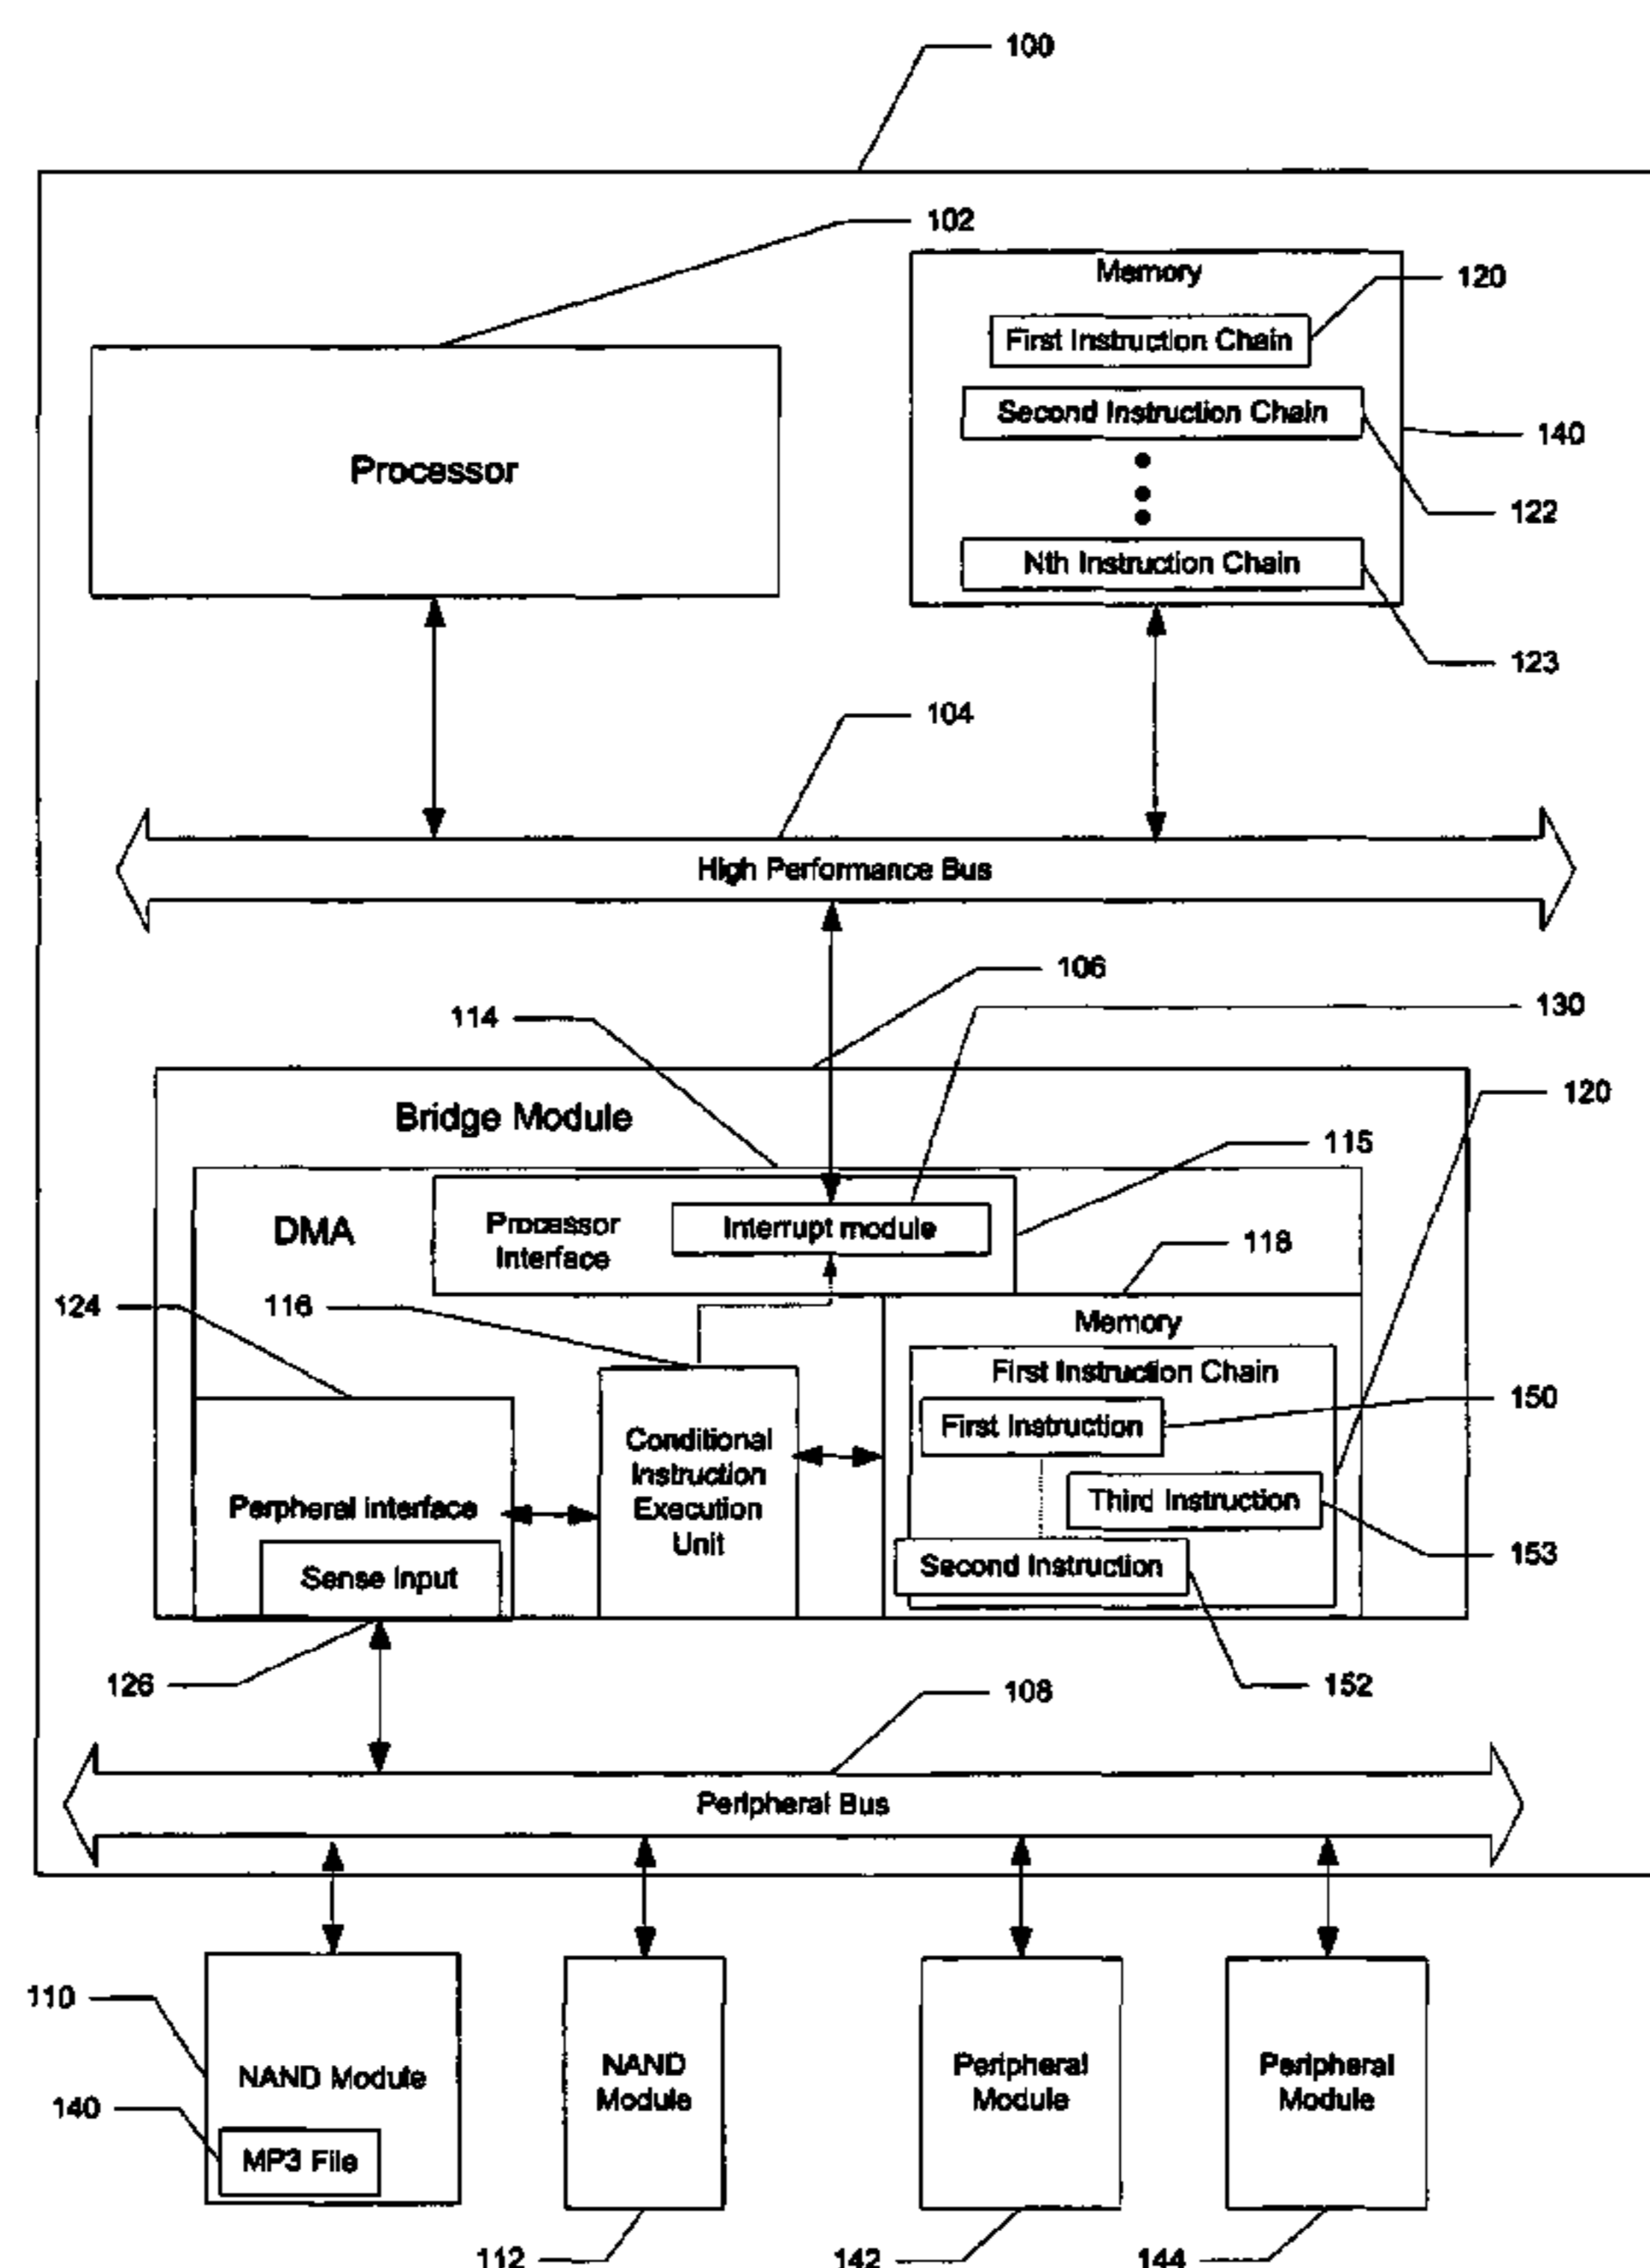 100
102
Memory
120
First Instruction Chain
Second Instruction Chain
140
Processor
122
Nth Instruction Chain
123
104
High Performance Bus
106
130
114
120
Bridge Module
115
DMA
Processor
Interface
Interrupt module
118
124
116
Memory
First Instruction Chain
150
First Instruction
Conditional
Instruction
Execution
Unit
Perpheral interface
Third Instruction
153
Second Instruction
Sense Input
126
152
108
Peripheral Bus
110
NAND Module
NAND
Module
Peripheral
Module
Peripheral
Module
140
MP3 File
112
142
144